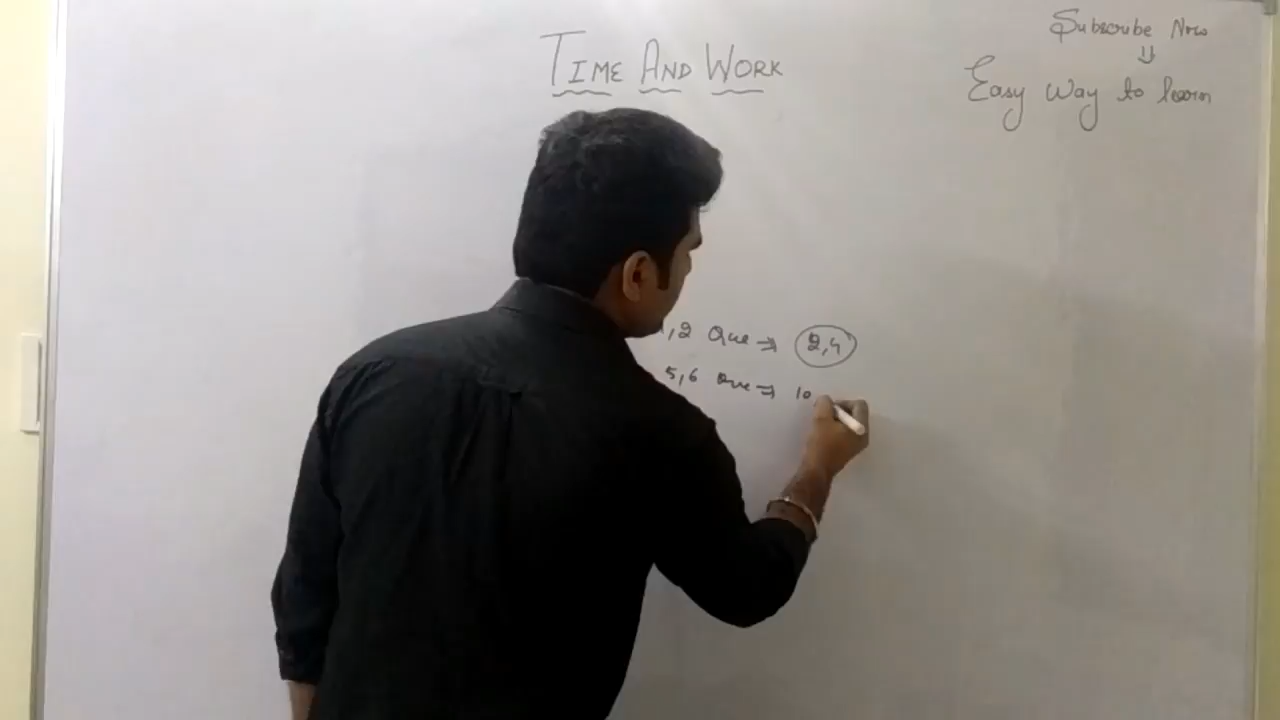 TIME AND WORK
Subscribe Now
⇓
Easy way to learn
1,2 Que ⇒ 2,4
5,6 Que ⇒ 10